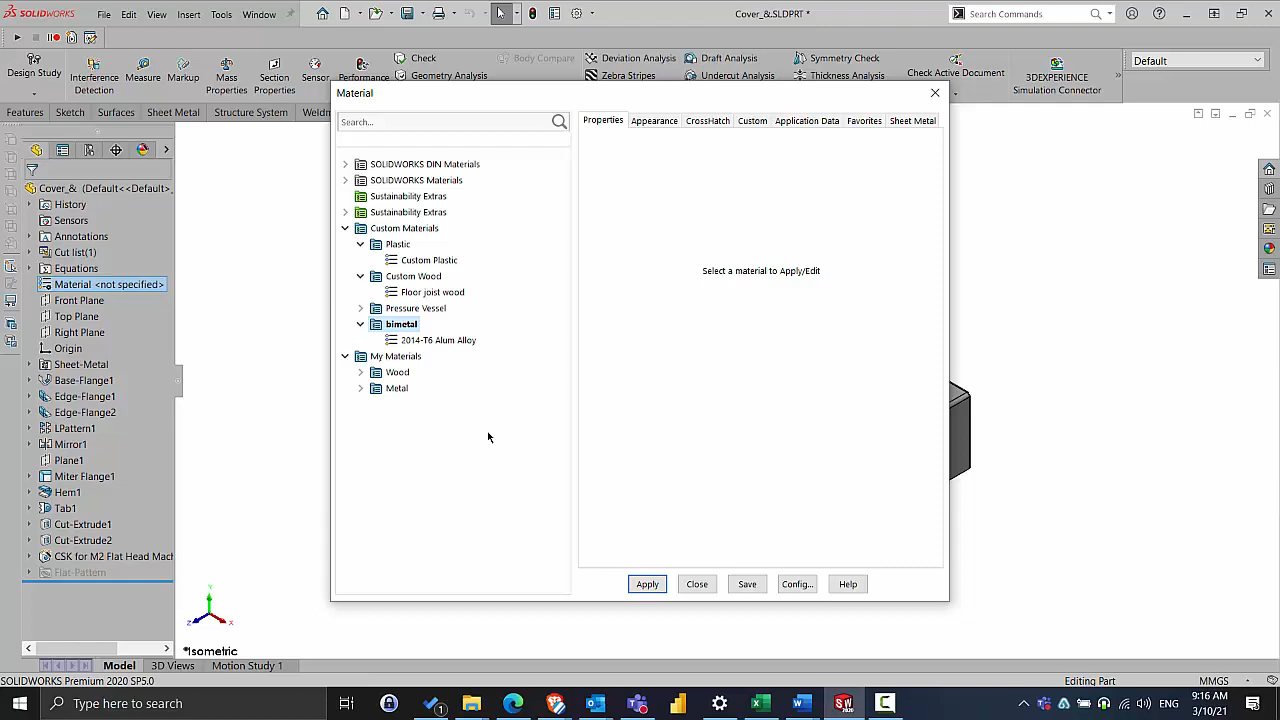 SOLIDWORKS File Edit View Insert Tools Window Cover_&.SLDPRT * Search Commands
Design Study Interference Detection Measure Markup Mass Properties Section Properties Sensor Performance
Check Body Compare Deviation Analysis Draft Analysis Symmetry Check Check Active Document 3DEXPERIENCE Simulation Connector Default
Geometry Analysis Zebra Stripes Undercut Analysis Thickness Analysis
Features Sketch Surfaces Sheet Metal Structure System Weldm
Material
Search...
Properties Appearance CrossHatch Custom Application Data Favorites Sheet Metal
SOLIDWORKS DIN Materials
SOLIDWORKS Materials
Sustainability Extras
Sustainability Extras
Custom Materials
Plastic
Custom Plastic
Custom Wood
Floor joist wood
Pressure Vessel
bimetal
2014-T6 Alum Alloy
My Materials
Wood
Metal
Select a material to Apply/Edit
Apply Close Save Config... Help
Cover_& (Default<<Default>_
History
Sensors
Annotations
Cut list(1)
Equations
Material <not specified>
Front Plane
Top Plane
Right Plane
Origin
Sheet-Metal
Base-Flange1
Edge-Flange1
Edge-Flange2
LPattern1
Mirror1
Plane1
Miter Flange1
Hem1
Tab1
Cut-Extrude1
Cut-Extrude2
CSK for M2 Flat Head Mach
Flat-Pattern
Y
Z X
*Isometric
Model 3D Views Motion Study 1
SOLIDWORKS Premium 2020 SP5.0 Editing Part MMGS
Type here to search
ENG
9:16 AM
3/10/21